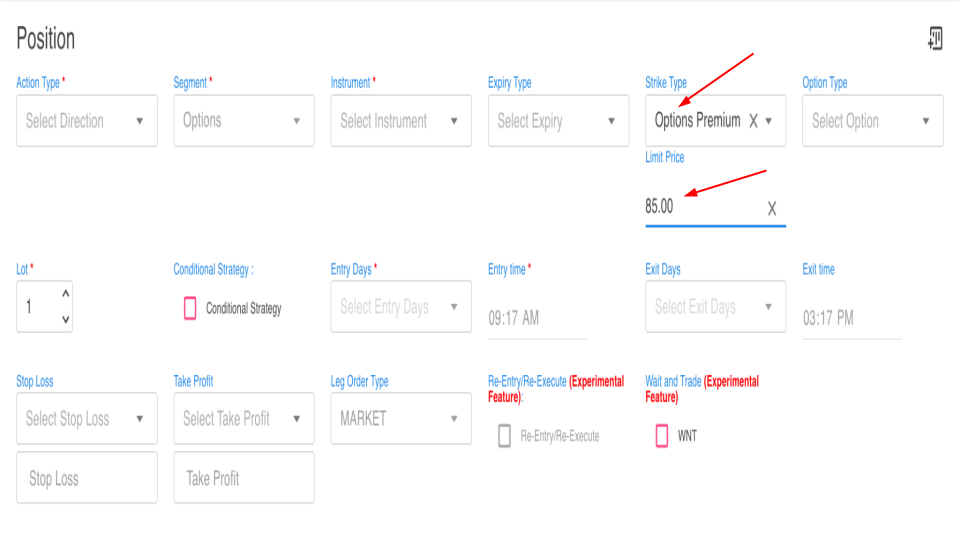 Position
Action Type *
Segment *
Instrument *
Expiry Type
Strike Type
Option Type
Select Direction
Options
Select Instrument
Select Expiry
Options Premium X
Select Option
Limit Price
85.00 X
Lot *
Conditional Strategy :
Entry Days *
Entry time *
Exit Days
Exit time
1
Conditional Strategy
Select Entry Days
09:17 AM
Select Exit Days
03:17 PM
Stop Loss
Take Profit
Leg Order Type
Re-Entry/Re-Execute (Experimental
Feature):
Wait and Trade (Experimental
Feature)
Select Stop Loss
Select Take Profit
MARKET
Re-Entry/Re-Execute
WNT
Stop Loss
Take Profit